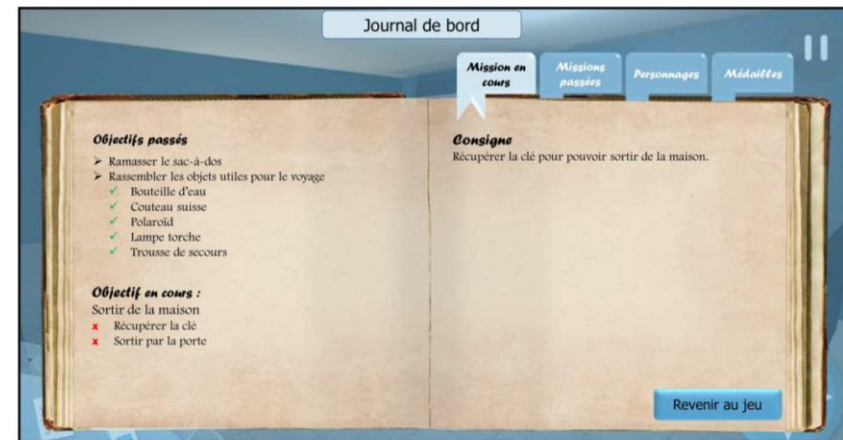 Journal de bord
Mission en
cours
Missions
passées
Personnages
Médailles
Objectifs passés
➢ Ramasser le sac-à-dos
➢ Rassembler les objets utiles pour le voyage
✓ Bouteille d'eau
✓ Couteau suisse
✓ Polaroïd
✓ Lampe torche
✓ Trousse de secours
Objectif en cours :
Sortir de la maison
x Récupérer la clé
x Sortir par la porte
Consigne
Récupérer la clé pour pouvoir sortir de la maison.
Revenir au jeu